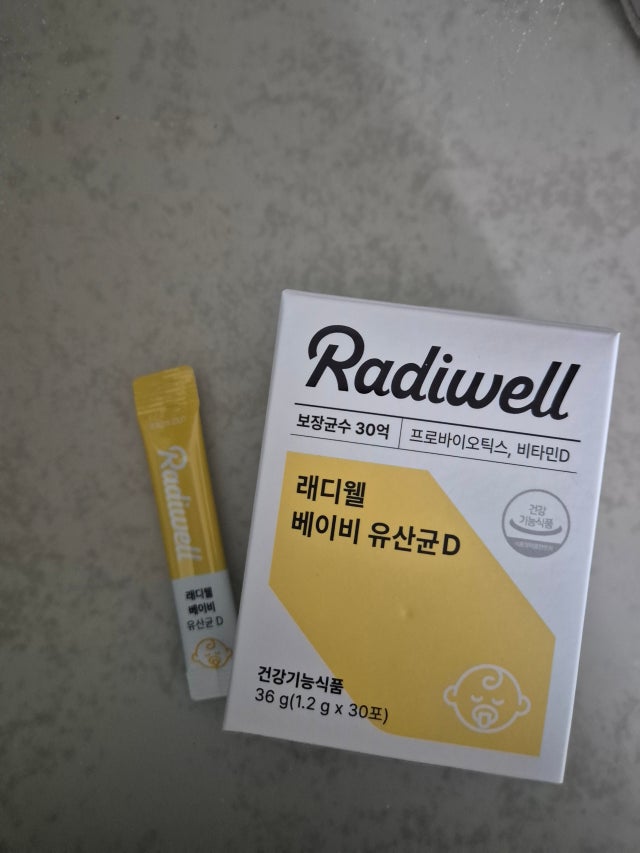 Radiwell
보장균수 30억
프로바이오틱스, 비타민D
래디웰
베이비 유산균 D
건강
기능식품
건강기능식품
36 g(1.2 g x 30포)
Radiwell
래디웰
베이비
유산균 D